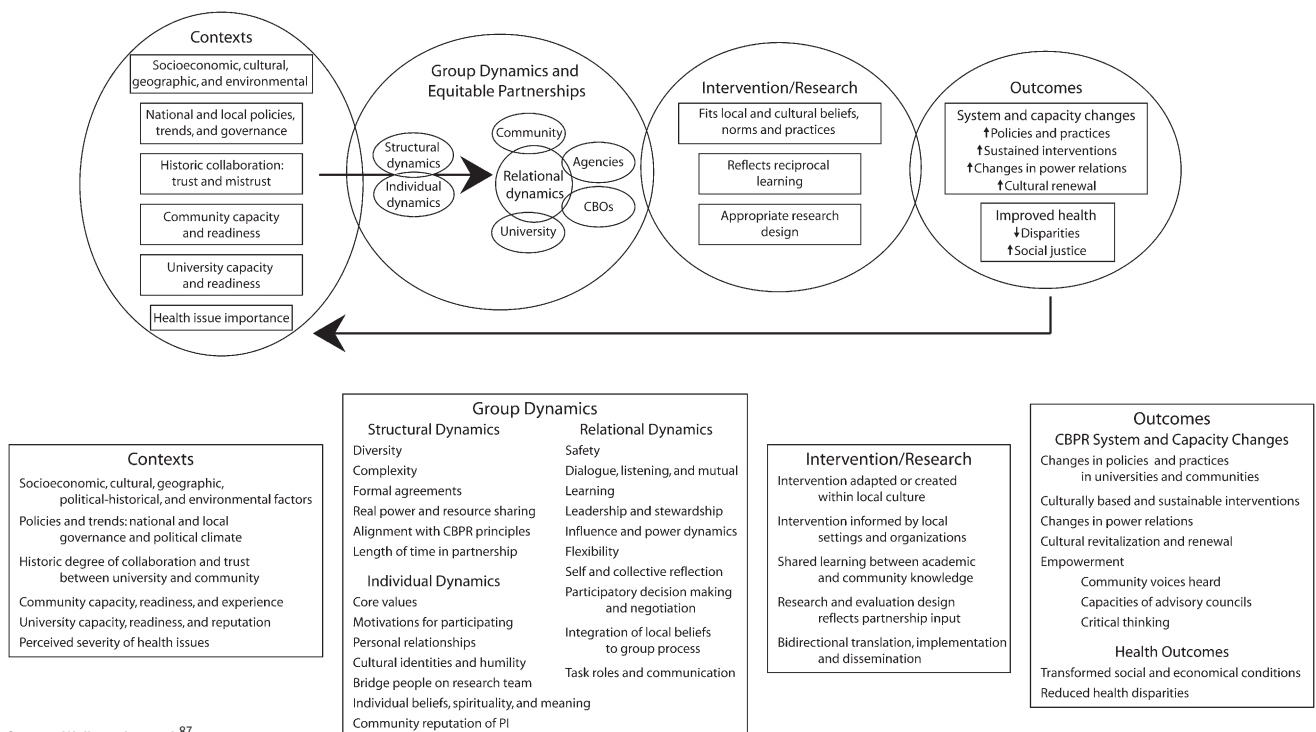 Contexts
Socioeconomic, cultural,
geographic, and environmental
National and local policies,
trends, and governance
Historic collaboration:
trust and mistrust
Community capacity
and readiness
University capacity
and readiness
Health issue importance
Group Dynamics and
Equitable Partnerships
Structural
dynamics
Individual
dynamics
Community
Agencies
Relational
dynamics
CBOs
University
Intervention/Research
Fits local and cultural beliefs,
norms and practices
Reflects reciprocal
learning
Appropriate research
design
Outcomes
System and capacity changes
↑Policies and practices
↑Sustained interventions
↑Changes in power relations
↑Cultural renewal
Improved health
↓Disparities
↑Social justice
Contexts
Socioeconomic, cultural, geographic,
political-historical, and environmental factors
Policies and trends: national and local
governance and political climate
Historic degree of collaboration and trust
between university and community
Community capacity, readiness, and experience
University capacity, readiness, and reputation
Perceived severity of health issues
Group Dynamics
Structural Dynamics
Diversity
Complexity
Formal agreements
Real power and resource sharing
Alignment with CBPR principles
Length of time in partnership
Individual Dynamics
Core values
Motivations for participating
Personal relationships
Cultural identities and humility
Bridge people on research team
Individual beliefs, spirituality, and meaning
Community reputation of PI
Relational Dynamics
Safety
Dialogue, listening, and mutual
Learning
Leadership and stewardship
Influence and power dynamics
Flexibility
Self and collective reflection
Participatory decision making
and negotiation
Integration of local beliefs
to group process
Task roles and communication
Intervention/Research
Intervention adapted or created
within local culture
Intervention informed by local
settings and organizations
Shared learning between academic
and community knowledge
Research and evaluation design
reflects partnership input
Bidirectional translation, implementation
and dissemination
Outcomes
CBPR System and Capacity Changes
Changes in policies and practices
in universities and communities
Culturally based and sustainable interventions
Changes in power relations
Cultural revitalization and renewal
Empowerment
Community voices heard
Capacities of advisory councils
Critical thinking
Health Outcomes
Transformed social and economical conditions
Reduced health disparities
87